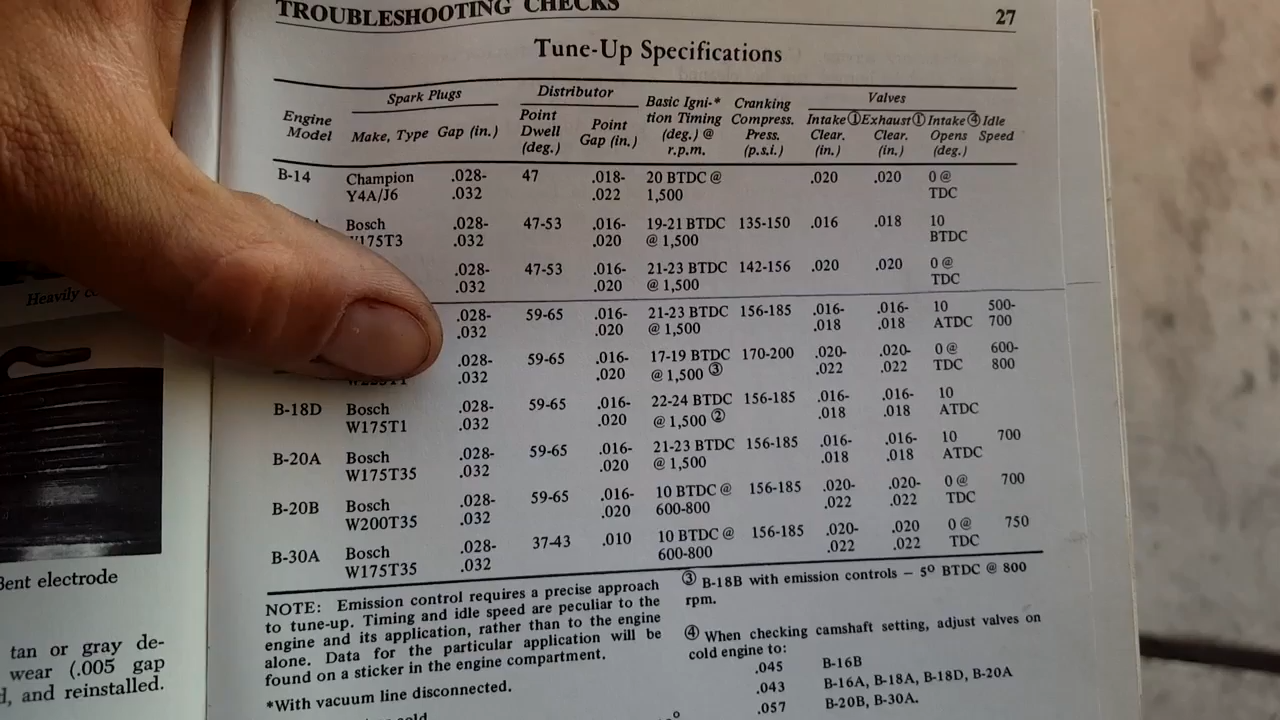 TROUBLESHOOTING CHECKS
27
Tune-Up Specifications
Spark Plugs Distributor Basic Igni-* Cranking Valves
Engine Model Make, Type Gap (in.) Point Dwell (deg.) Point Gap (in.) tion Timing (deg.) @ r.p.m. Compress. Press. (p.s.i.) Intake ① Clear. (in.) Exhaust ① Clear. (in.) Intake ④ Opens (deg.) Idle Speed
B-14 Champion .028- 47 .018- 20 BTDC @ .020 .020 0 @
Y4A/J6 .032 .022 1,500 TDC
Bosch .028- 47-53 .016- 19-21 BTDC 135-150 .016 .018 10
W175T3 .032 .020 @ 1,500 BTDC
.028- 47-53 .016- 21-23 BTDC 142-156 .020 .020 0 @
.032 .020 @ 1,500 TDC
.028- 59-65 .016- 21-23 BTDC 156-185 .016- .016- 10 500-
.032 .020 @ 1,500 .018 .018 ATDC 700
.028- 59-65 .016- 17-19 BTDC 170-200 .020- .020- 0 @ 600-
.032 .020 @ 1,500 ③ .022 .022 TDC 800
B-18D Bosch .028- 59-65 .016- 22-24 BTDC 156-185 .016- .016- 10
W175T1 .032 .020 @ 1,500 ② .018 .018 ATDC
B-20A Bosch .028- 59-65 .016- 21-23 BTDC 156-185 .016- .016- 10 700
W175T35 .032 .020 @ 1,500 .018 .018 ATDC
B-20B Bosch .028- 59-65 .016- 10 BTDC @ 156-185 .020- .020- 0 @ 700
W200T35 .032 .020 600-800 .022 .022 TDC
B-30A Bosch .028- 37-43 .010 10 BTDC @ 156-185 .020- .020 0 @ 750
W175T35 .032 600-800 .022 .022 TDC
NOTE: Emission control requires a precise approach
to tune-up. Timing and idle speed are peculiar to the
engine and its application, rather than to the engine
alone. Data for the particular application will be
found on a sticker in the engine compartment.
*With vacuum line disconnected.
cold
③ B-18B with emission controls – 5° BTDC @ 800
rpm.
④ When checking camshaft setting, adjust valves on
cold engine to:
.045 B-16B
.043 B-16A, B-18A, B-18D, B-20A
.057 B-20B, B-30A.
Heavily
Bent electrode
tan or gray de-
wear (.005 gap
and reinstalled.